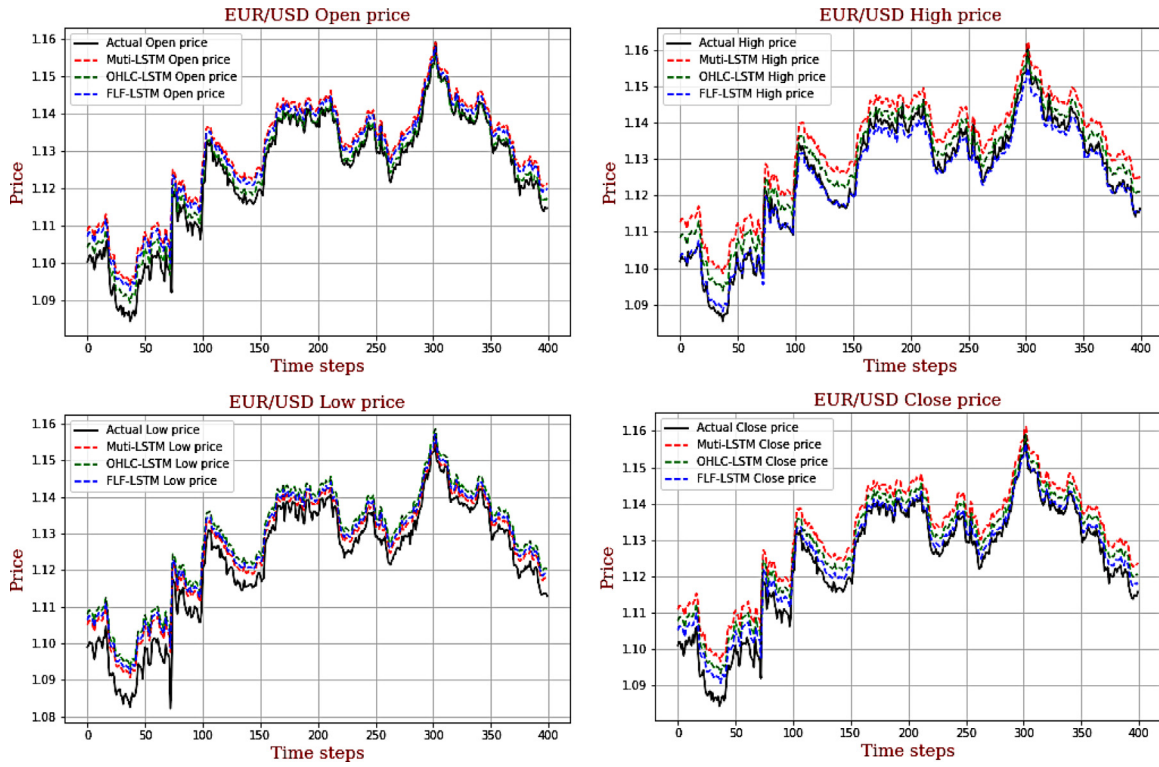 EUR/USD Open price
Actual Open price
Muti-LSTM Open price
OHLC-LSTM Open price
FLF-LSTM Open price
Price
1.16
1.15
1.14
1.13
1.12
1.11
1.10
1.09
0 50 100 150 200 250 300 350 400
Time steps
EUR/USD High price
Actual High price
Muti-LSTM High price
OHLC-LSTM High price
FLF-LSTM High price
Price
1.16
1.15
1.14
1.13
1.12
1.11
1.10
1.09
0 50 100 150 200 250 300 350 400
Time steps
EUR/USD Low price
Actual Low price
Muti-LSTM Low price
OHLC-LSTM Low price
FLF-LSTM Low price
Price
1.16
1.15
1.14
1.13
1.12
1.11
1.10
1.09
1.08
0 50 100 150 200 250 300 350 400
Time steps
EUR/USD Close price
Actual Close price
Muti-LSTM Close price
OHLC-LSTM Close price
FLF-LSTM Close price
Price
1.16
1.15
1.14
1.13
1.12
1.11
1.10
1.09
0 50 100 150 200 250 300 350 400
Time steps